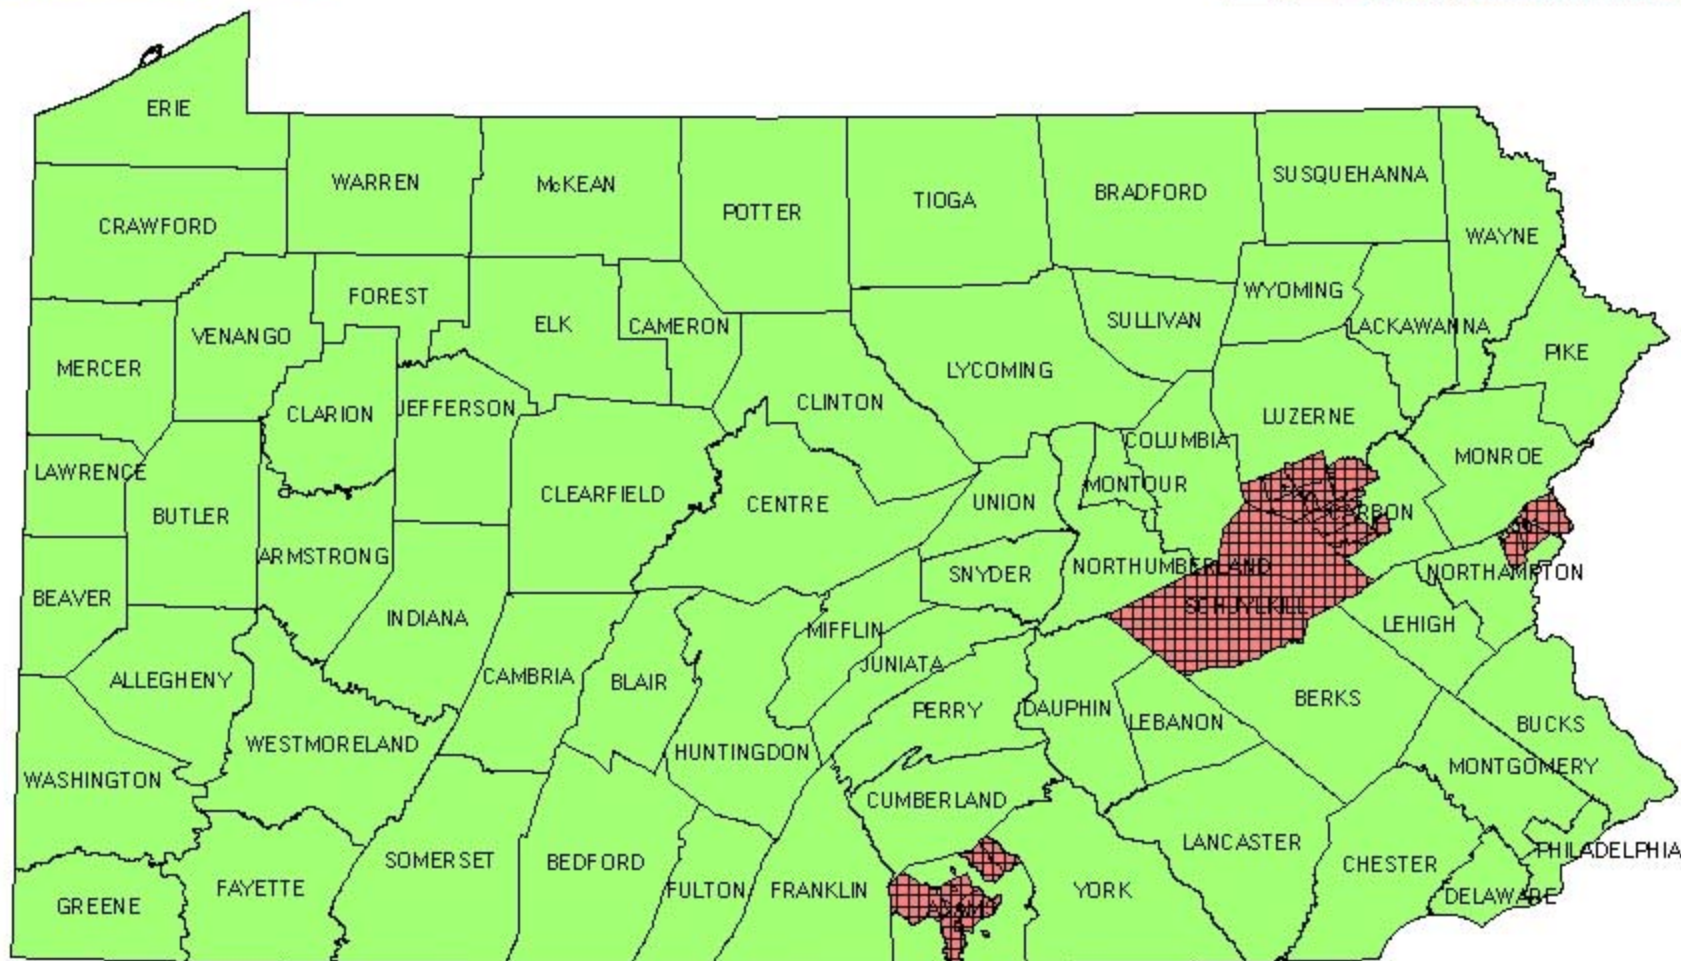 ERIE
WARREN
McKEAN
POTTER
TIOGA
BRADFORD
SUSQUEHANNA
CRAWFORD
WAYNE
FOREST
VENANGO
ELK
CAMERON
SULLIVAN
WYOMING
LACKAWANNA
MERCER
PIKE
LYCOMING
CLARION
JEFFERSON
CLINTON
LUZERNE
COLUMBIA
MONROE
LAWRENCE
MONTOUR
CLEARFIELD
CENTRE
UNION
CARBON
BUTLER
ARMSTRONG
SNYDER
NORTHUMBERLAND
NORTHAMPTON
BEAVER
INDIANA
SCHUYLKILL
MIFFLIN
LEHIGH
JUNIATA
ALLEGHENY
CAMBRIA
BLAIR
BERKS
PERRY
DAUPHIN
LEBANON
BUCKS
WESTMORELAND
HUNTINGDON
WASHINGTON
MONTGOMERY
CUMBERLAND
LANCASTER
PHILADELPHIA
SOMERSET
BEDFORD
CHESTER
FAYETTE
FULTON
FRANKLIN
YORK
DELAWARE
GREENE
ADAMS